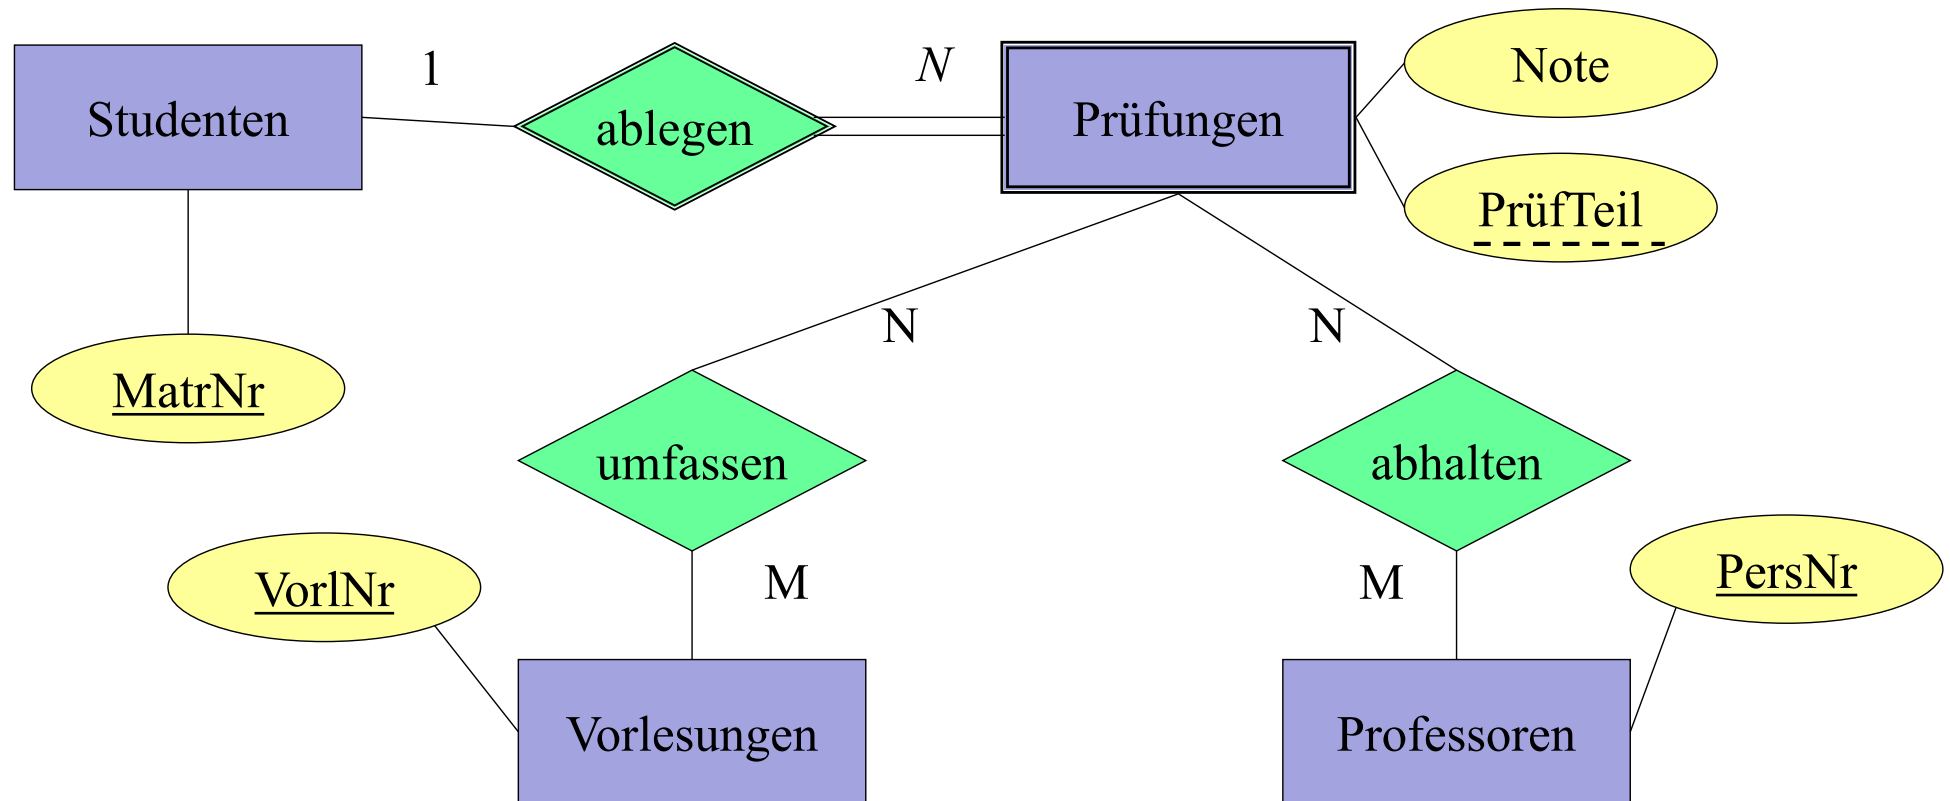 Studenten
1
ablegen
N
Prüfungen
Note
PrüfTeil
MatrNr
N
N
umfassen
abhalten
VorlNr
M
M
PersNr
Vorlesungen
Professoren